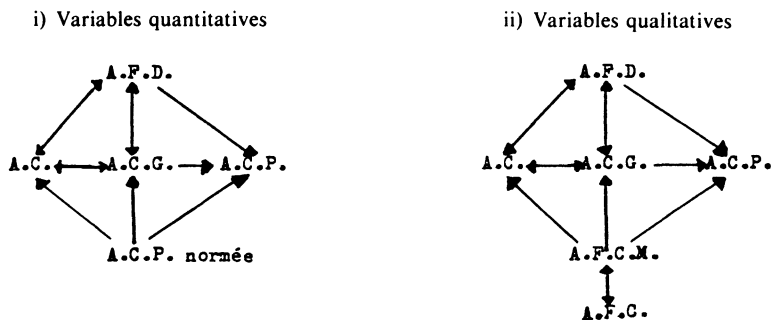 i) Variables quantitatives
ii) Variables qualitatives
A.F.D.
A.C. A.C.G. A.C.P.
A.C.P. normée
A.F.D.
A.C. A.C.G. A.C.P.
A.F.C.M.
A.F.C.